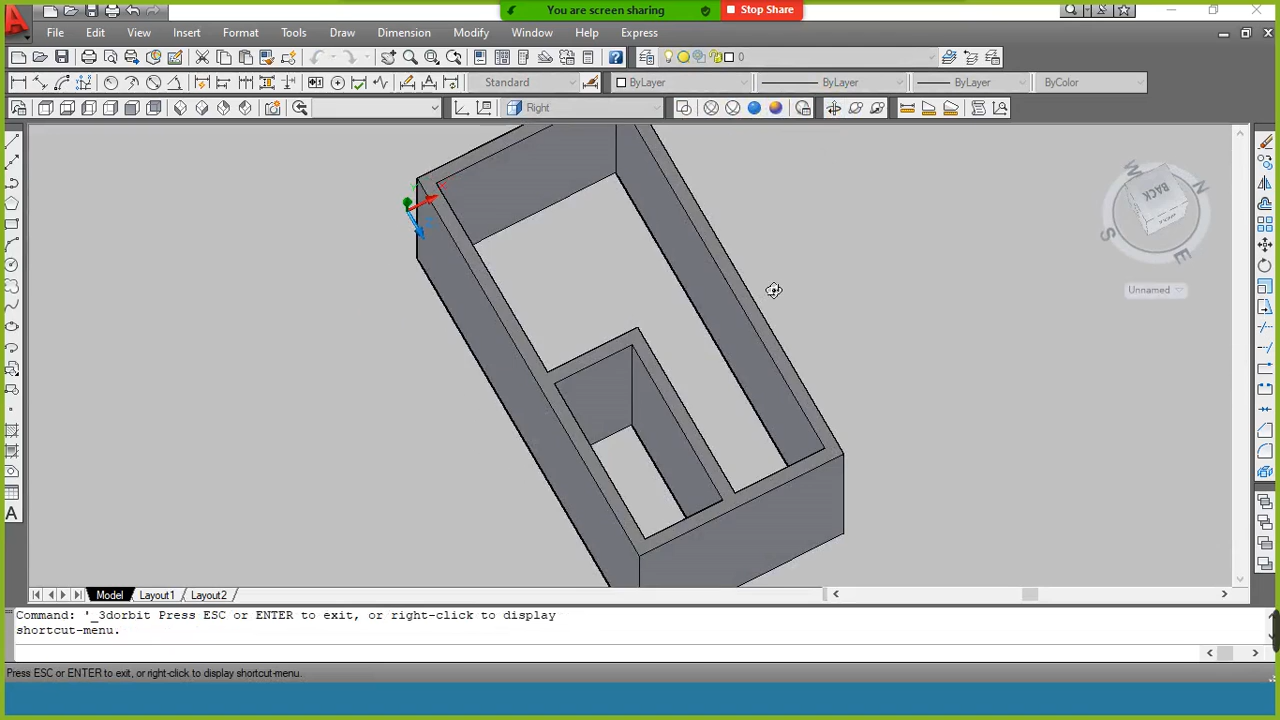 You are screen sharing Stop Share
File Edit View Insert Format Tools Draw Dimension Modify Window Help Express
0
Standard ByLayer ByLayer ByLayer ByColor
Right
W N BACK S E
Unnamed
Model Layout1 Layout2
Command: '_3dorbit Press ESC or ENTER to exit, or right-click to display
shortcut-menu.
Press ESC or ENTER to exit, or right-click to display shortcut-menu.